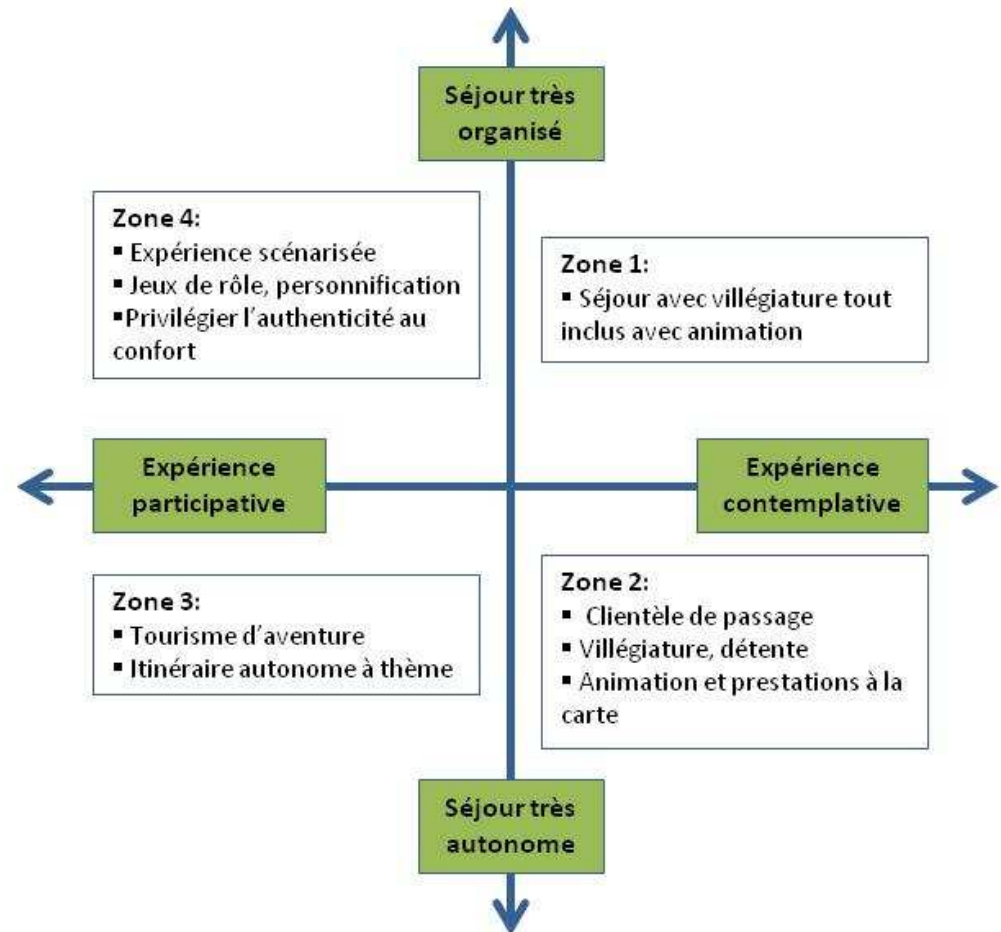 Séjour très
organisé
Zone 4:
▪ Expérience scénarisée
▪ Jeux de rôle, personnification
▪Privilégier l'authenticité au
confort
Zone 1:
▪ Séjour avec villégiature tout
inclus avec animation
Expérience
participative
Expérience
contemplative
Zone 3:
▪ Tourisme d'aventure
▪ Itinéraire autonome à thème
Zone 2:
▪ Clientèle de passage
▪ Villégiature, détente
▪ Animation et prestations à la
carte
Séjour très
autonome